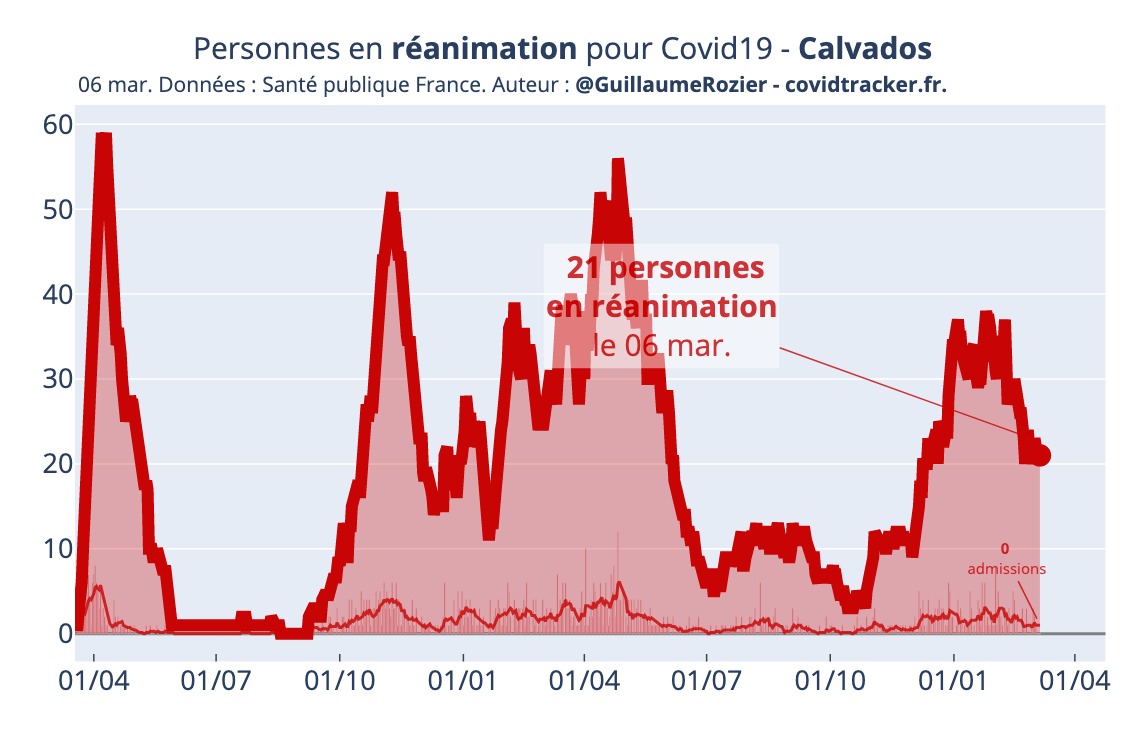 Personnes en réanimation pour Covid19 - Calvados
06 mar. Données : Santé publique France. Auteur : @GuillaumeRozier - covidtracker.fr.
60
50
40
30
20
10
0
21 personnes
en réanimation
le 06 mar.
0
admissions
01/04 01/07 01/10 01/01 01/04 01/07 01/10 01/01 01/04